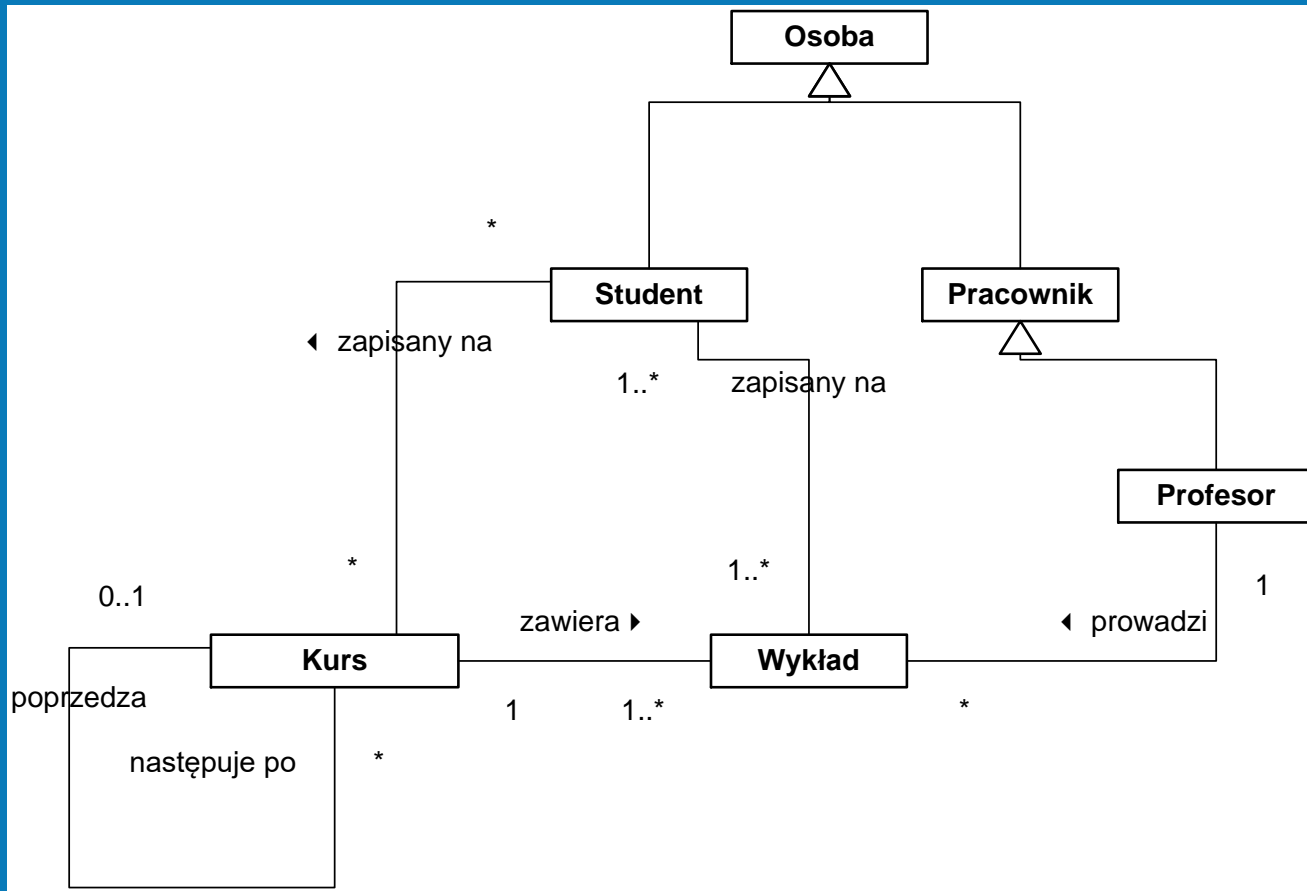 Osoba
*
Student
Pracownik
◂ zapisany na
1..*
zapisany na
Profesor
*
1..*
0..1
1
zawiera ▸
◂ prowadzi
Kurs
Wykład
poprzedza
1
1..*
*
następuje po
*